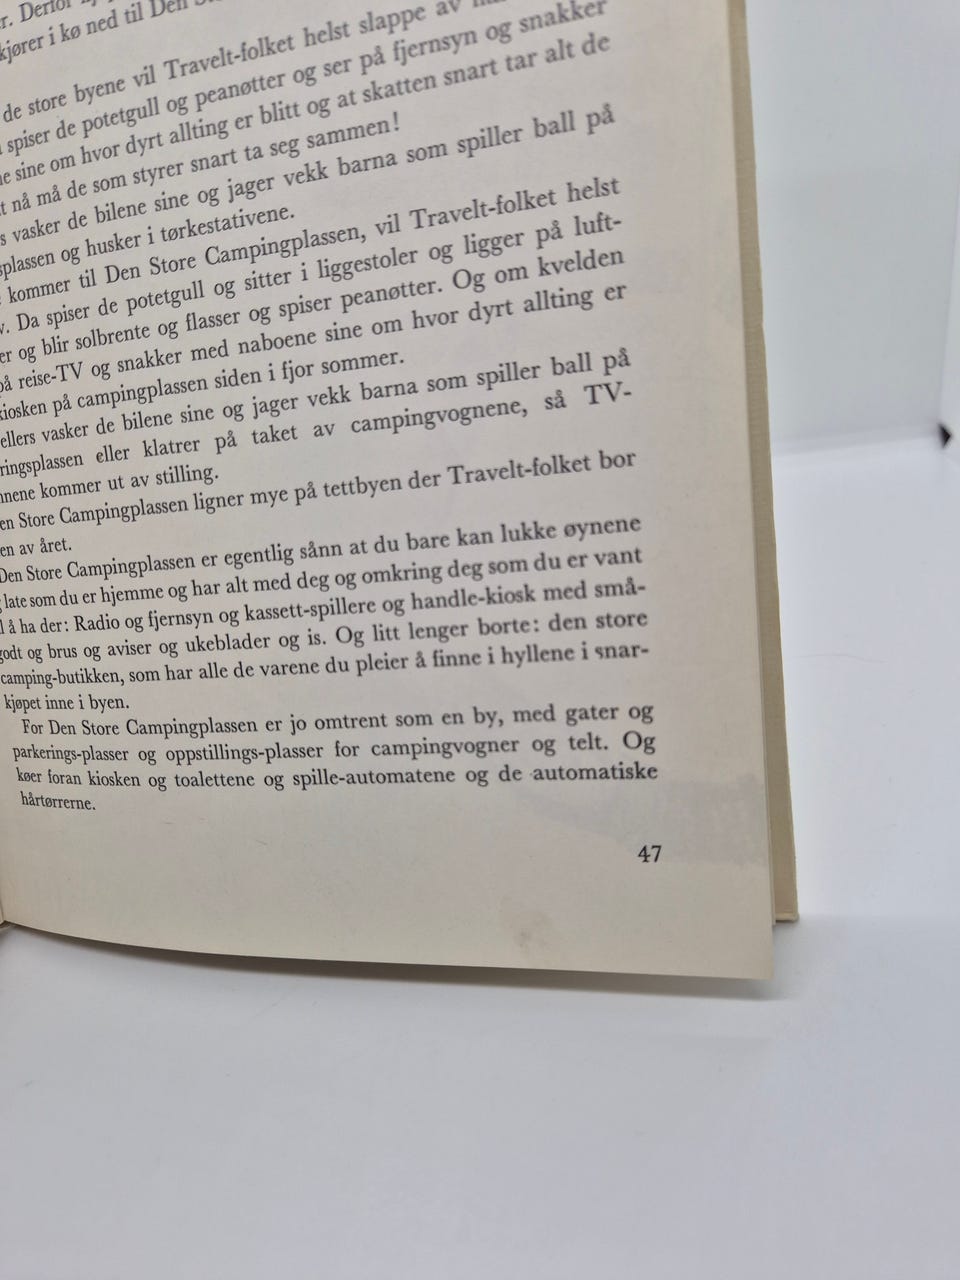 kjører i kø ned til Den
de store byene vil Travelt-folket helst slappe av
spiser de potetgull og peanøtter og ser på fjernsyn og snakker
sine om hvor dyrt allting er blitt og at skatten snart tar alt de
nå må de som styrer snart ta seg sammen!
vasker de bilene sine og jager vekk barna som spiller ball på
splassen og husker i tørkestativene.
kommer til Den Store Campingplassen, vil Travelt-folket helst
v. Da spiser de potetgull og sitter i liggestoler og ligger på luft-
er og blir solbrente og flasser og spiser peanøtter. Og om kvelden
på reise-TV og snakker med naboene sine om hvor dyrt allting er
kiosken på campingplassen siden i fjor sommer.
ellers vasker de bilene sine og jager vekk barna som spiller ball på
ringsplassen eller klatrer på taket av campingvognene, så TV-
nnene kommer ut av stilling.
en Store Campingplassen ligner mye på tettbyen der Travelt-folket bor
en av året.
Den Store Campingplassen er egentlig sånn at du bare kan lukke øynene
late som du er hjemme og har alt med deg og omkring deg som du er vant
l å ha der: Radio og fjernsyn og kassett-spillere og handle-kiosk med små-
godt og brus og aviser og ukeblader og is. Og litt lenger borte: den store
camping-butikken, som har alle de varene du pleier å finne i hyllene i snar-
kjøpet inne i byen.
For Den Store Campingplassen er jo omtrent som en by, med gater og
parkerings-plasser og oppstillings-plasser for campingvogner og telt. Og
køer foran kiosken og toalettene og spille-automatene og de automatiske
hårtørrerne.
47